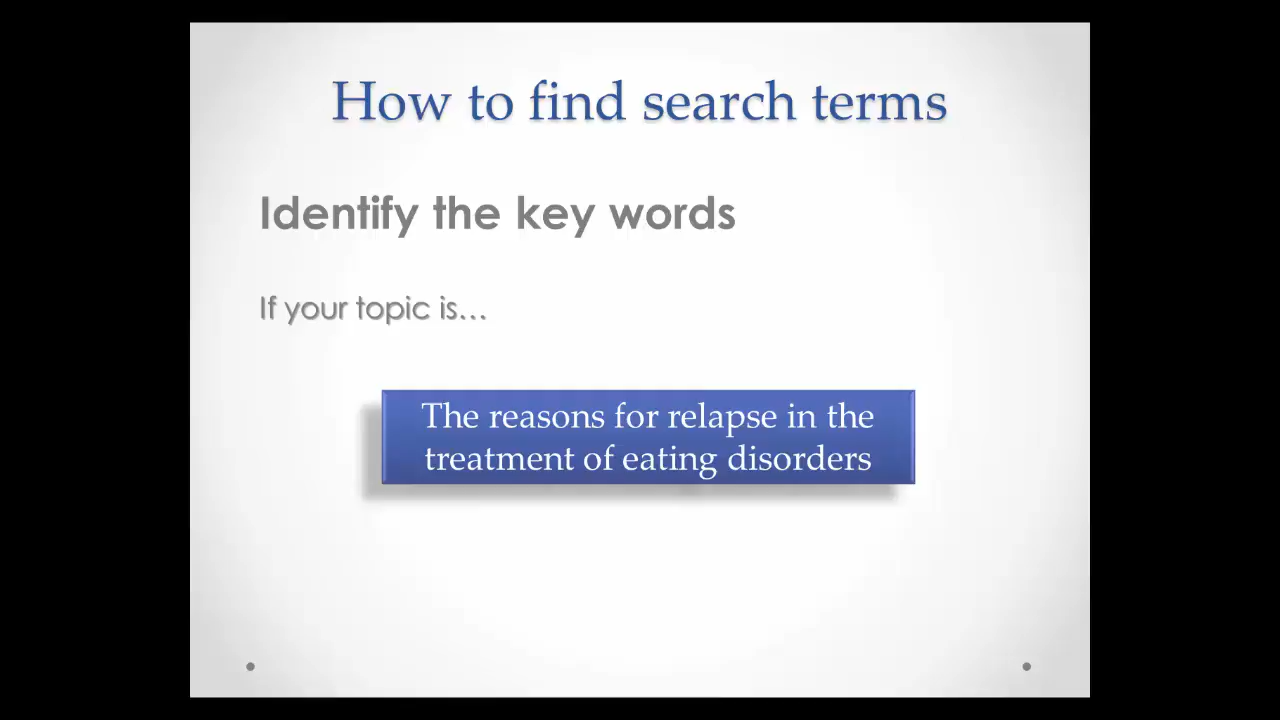 How to find search terms
Identify the key words
If your topic is...
The reasons for relapse in the
treatment of eating disorders